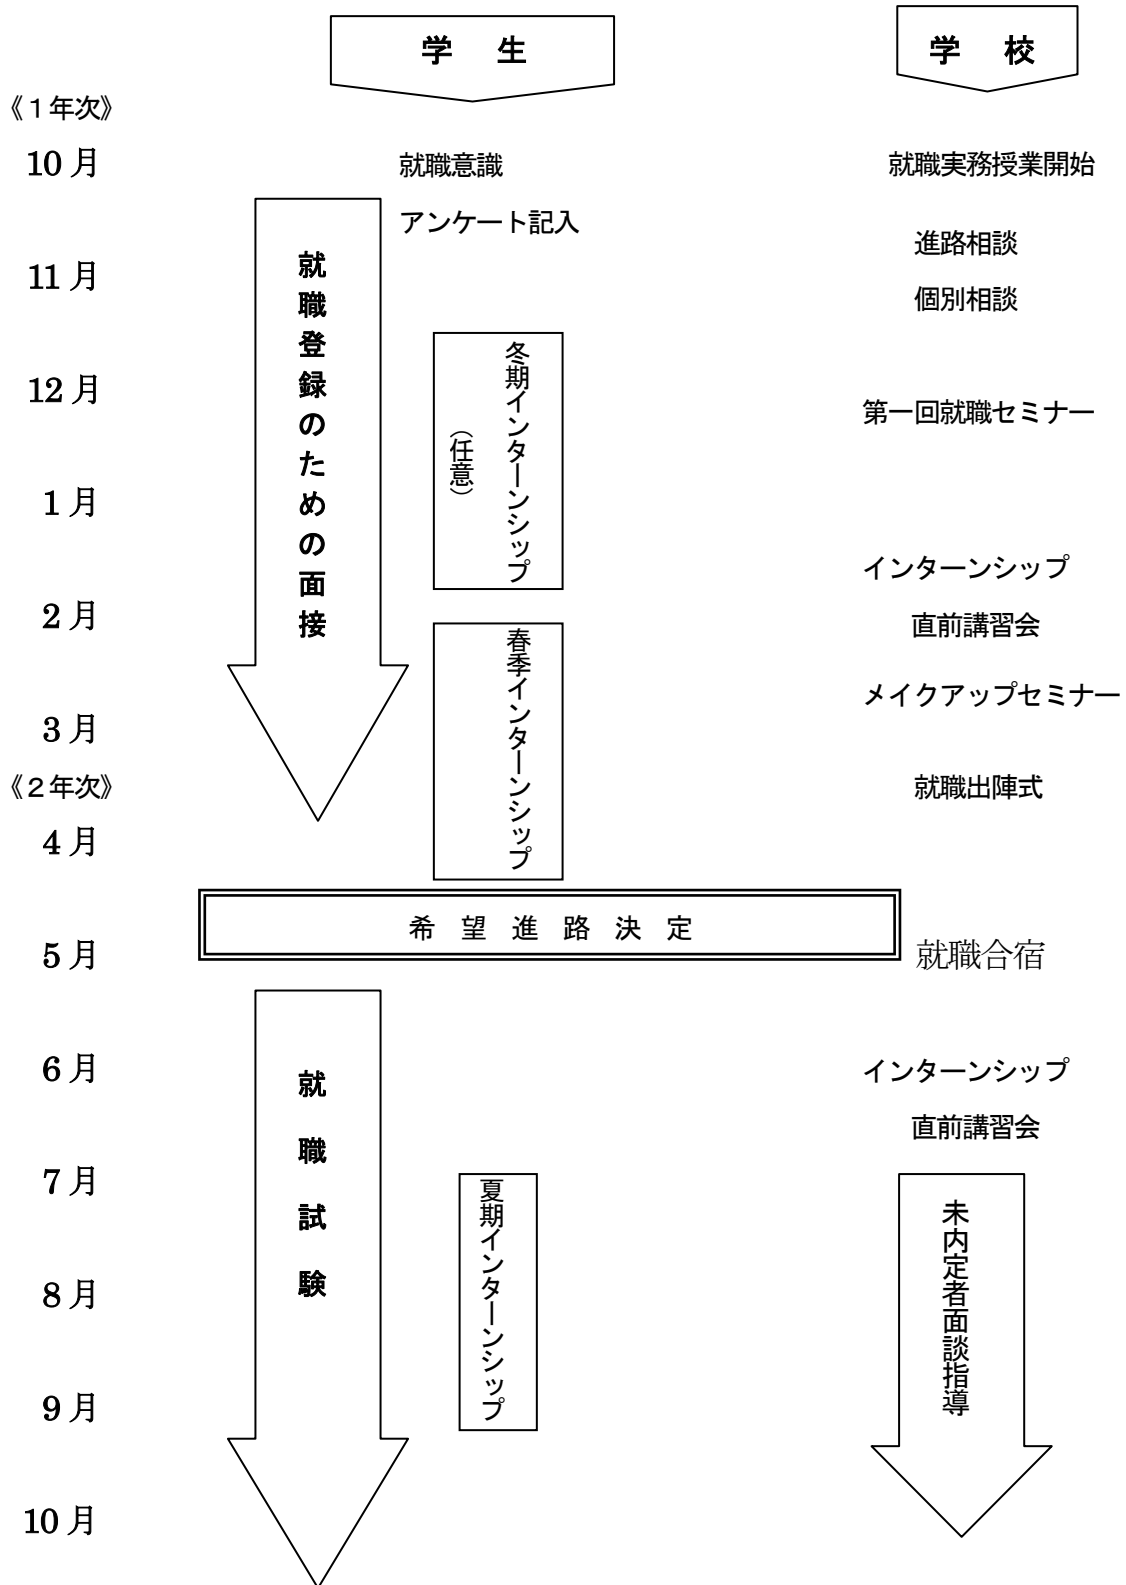 学　生
学　校
《１年次》
10 月
就職意識
就職実務授業開始
アンケート記入
進路相談
11 月
個別相談
就職登録のための面接
冬期インターンシップ
（任意）
12 月
第一回就職セミナー
1 月
インターンシップ
2 月
直前講習会
春季インターンシップ
メイクアップセミナー
3 月
《２年次》
就職出陣式
4 月
希　望　進　路　決　定
5 月
就職合宿
6 月
就職試験
インターンシップ
直前講習会
7 月
夏期インターンシップ
未内定者面談指導
8 月
9 月
10 月